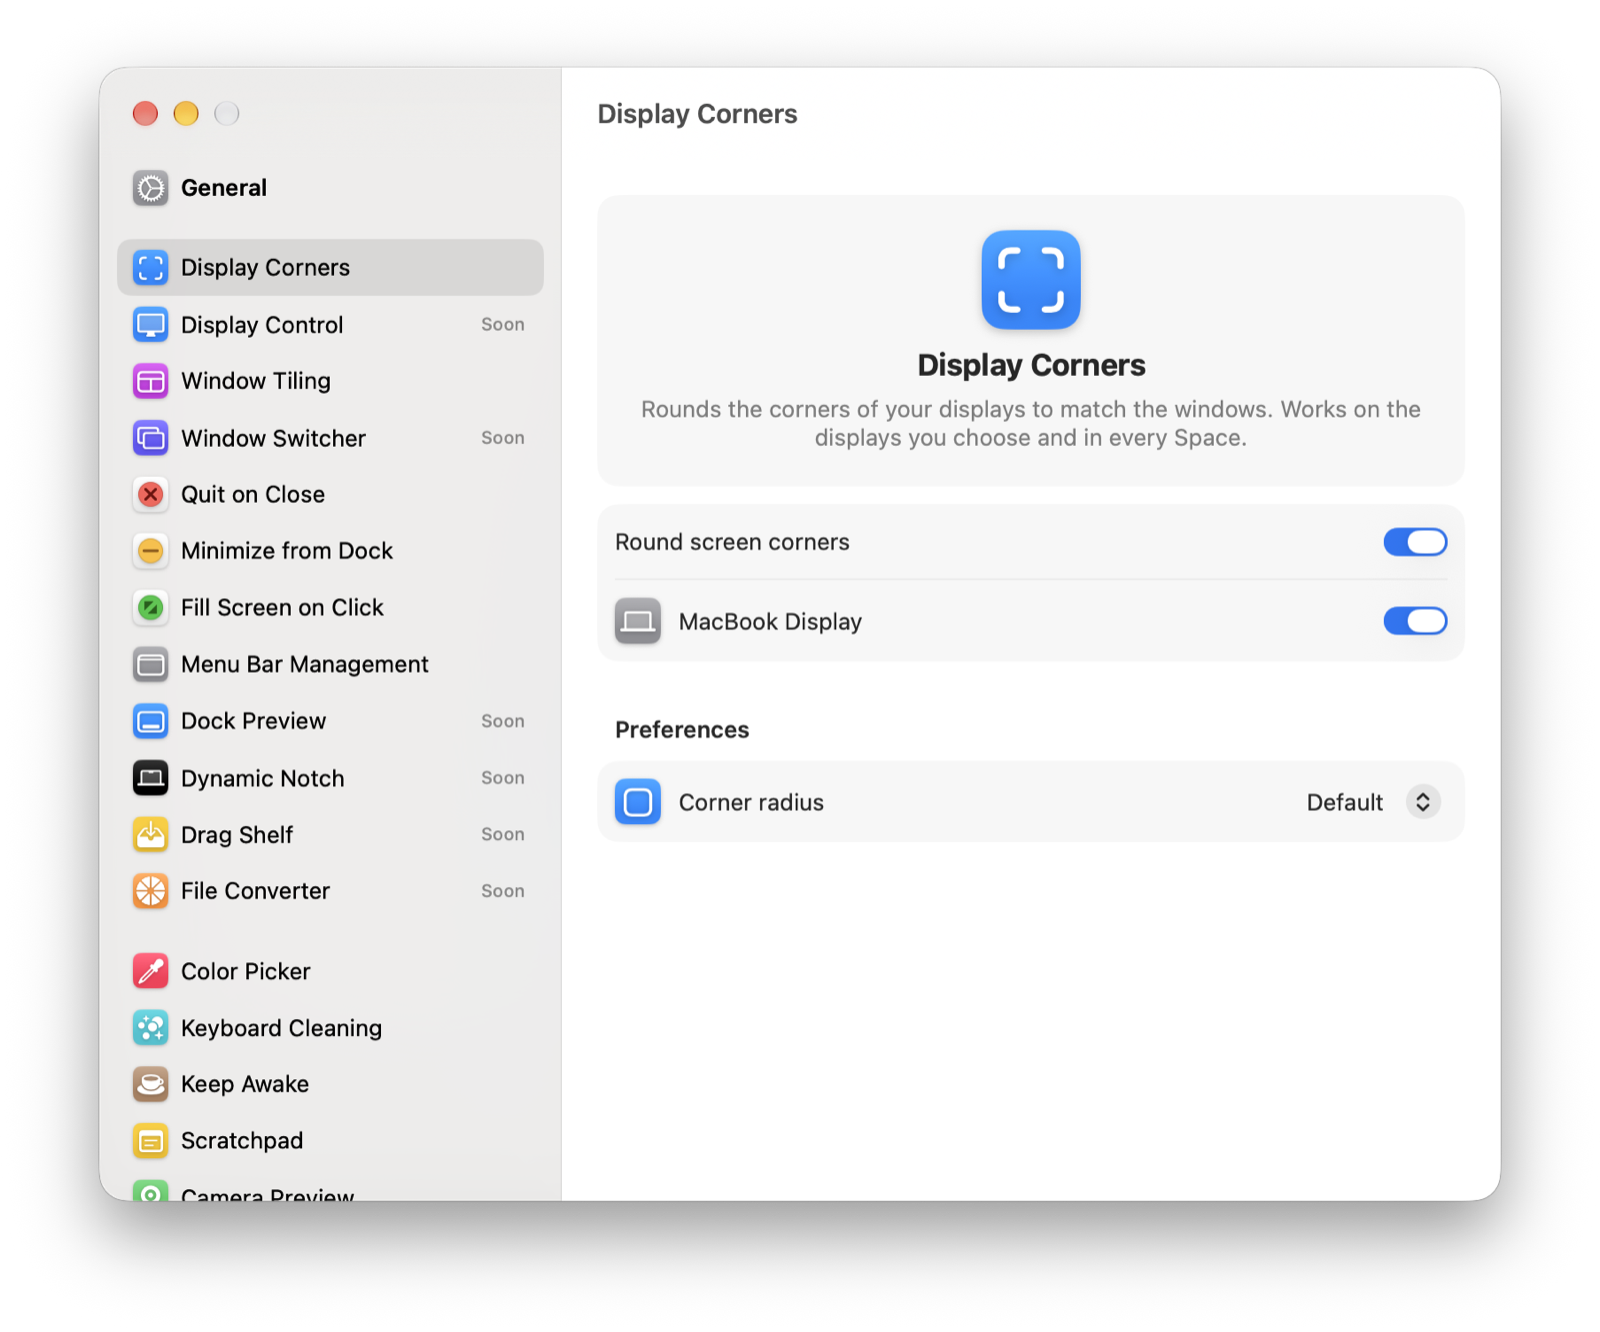 Display Corners
General
Display Corners
Display Control Soon
Window Tiling
Window Switcher Soon
Quit on Close
Minimize from Dock
Fill Screen on Click
Menu Bar Management
Dock Preview Soon
Dynamic Notch Soon
Drag Shelf Soon
File Converter Soon
Color Picker
Keyboard Cleaning
Keep Awake
Scratchpad
Camera Preview
Display Corners
Rounds the corners of your displays to match the windows. Works on the
displays you choose and in every Space.
Round screen corners
MacBook Display
Preferences
Corner radius Default